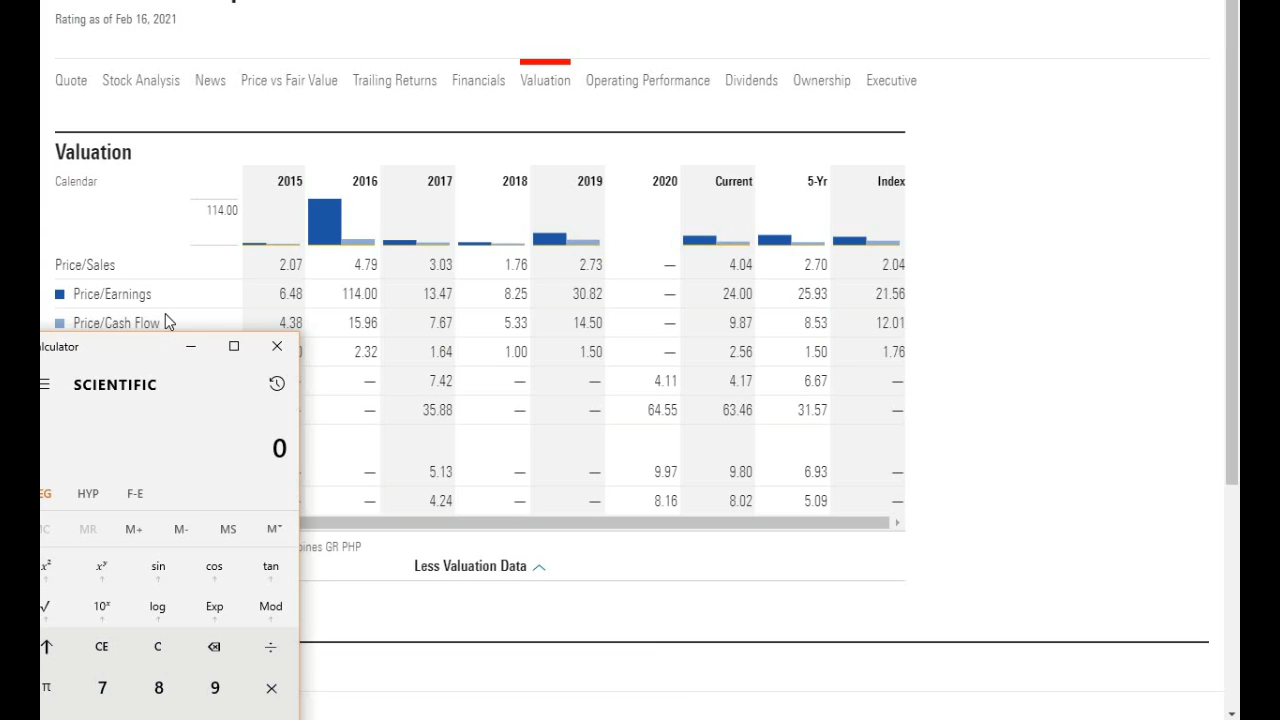 Rating as of Feb 16, 2021
Quote Stock Analysis News Price vs Fair Value Trailing Returns Financials Valuation Operating Performance Dividends Ownership Executive
Valuation
Calendar 2015 2016 2017 2018 2019 2020 Current 5-Yr Index
114.00
Price/Sales 2.07 4.79 3.03 1.76 2.73 — 4.04 2.70 2.04
Price/Earnings 6.48 114.00 13.47 8.25 30.82 — 24.00 25.93 21.56
Price/Cash Flow 4.38 15.96 7.67 5.33 14.50 — 9.87 8.53 12.01
2.32 1.64 1.00 1.50 — 2.56 1.50 1.76
— 7.42 — — 4.11 4.17 6.67 —
— 35.88 — — 64.55 63.46 31.57 —
— 5.13 — — 9.97 9.80 6.93 —
— 4.24 — — 8.16 8.02 5.09 —
pines GR PHP
Less Valuation Data
lculator
SCIENTIFIC
0
EG HYP F-E
MC MR M+ M- MS M˅
x² xʸ sin cos tan
√ 10ˣ log Exp Mod
↑ CE C ⌫ ÷
π 7 8 9 ×